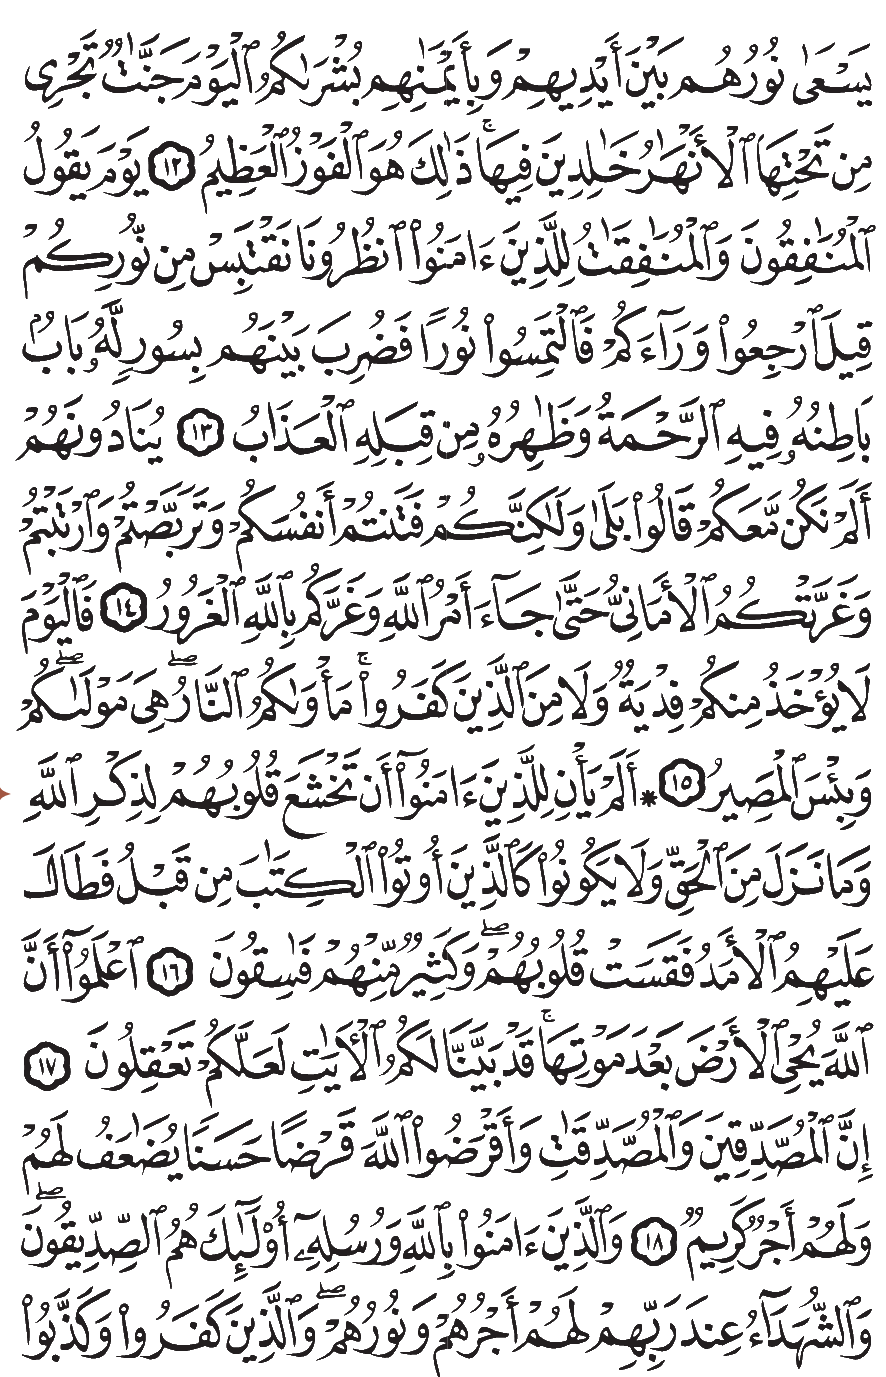 يَسْعَىٰ نُورُهُم بَيْنَ أَيْدِيهِمْ وَبِأَيْمَٰنِهِم بُشْرَىٰكُمُ ٱلْيَوْمَ جَنَّٰتٌ تَجْرِى
مِن تَحْتِهَا ٱلْأَنْهَٰرُ خَٰلِدِينَ فِيهَا ۚ ذَٰلِكَ هُوَ ٱلْفَوْزُ ٱلْعَظِيمُ ١٢ يَوْمَ يَقُولُ
ٱلْمُنَٰفِقُونَ وَٱلْمُنَٰفِقَٰتُ لِلَّذِينَ ءَامَنُوا۟ ٱنظُرُونَا نَقْتَبِسْ مِن نُّورِكُمْ
قِيلَ ٱرْجِعُوا۟ وَرَآءَكُمْ فَٱلْتَمِسُوا۟ نُورًا فَضُرِبَ بَيْنَهُم بِسُورٍ لَّهُۥ بَابٌۢ
بَاطِنُهُۥ فِيهِ ٱلرَّحْمَةُ وَظَٰهِرُهُۥ مِن قِبَلِهِ ٱلْعَذَابُ ١٣ يُنَادُونَهُمْ
أَلَمْ نَكُن مَّعَكُمْ قَالُوا۟ بَلَىٰ وَلَٰكِنَّكُمْ فَتَنتُمْ أَنفُسَكُمْ وَتَرَبَّصْتُمْ وَٱرْتَبْتُمْ
وَغَرَّتْكُمُ ٱلْأَمَانِىُّ حَتَّىٰ جَآءَ أَمْرُ ٱللَّهِ وَغَرَّكُم بِٱللَّهِ ٱلْغَرُورُ ١٤ فَٱلْيَوْمَ
لَا يُؤْخَذُ مِنكُمْ فِدْيَةٌ وَلَا مِنَ ٱلَّذِينَ كَفَرُوا۟ ۚ مَأْوَىٰكُمُ ٱلنَّارُ ۖ هِىَ مَوْلَىٰكُمْ ۖ
وَبِئْسَ ٱلْمَصِيرُ ١٥ * أَلَمْ يَأْنِ لِلَّذِينَ ءَامَنُوٓا۟ أَن تَخْشَعَ قُلُوبُهُمْ لِذِكْرِ ٱللَّهِ
وَمَا نَزَلَ مِنَ ٱلْحَقِّ وَلَا يَكُونُوا۟ كَٱلَّذِينَ أُوتُوا۟ ٱلْكِتَٰبَ مِن قَبْلُ فَطَالَ
عَلَيْهِمُ ٱلْأَمَدُ فَقَسَتْ قُلُوبُهُمْ ۖ وَكَثِيرٌ مِّنْهُمْ فَٰسِقُونَ ١٦ ٱعْلَمُوٓا۟ أَنَّ
ٱللَّهَ يُحْىِ ٱلْأَرْضَ بَعْدَ مَوْتِهَا ۚ قَدْ بَيَّنَّا لَكُمُ ٱلْءَايَٰتِ لَعَلَّكُمْ تَعْقِلُونَ ١٧
إِنَّ ٱلْمُصَّدِّقِينَ وَٱلْمُصَّدِّقَٰتِ وَأَقْرَضُوا۟ ٱللَّهَ قَرْضًا حَسَنًا يُضَٰعَفُ لَهُمْ
وَلَهُمْ أَجْرٌ كَرِيمٌ ١٨ وَٱلَّذِينَ ءَامَنُوا۟ بِٱللَّهِ وَرُسُلِهِۦٓ أُو۟لَٰٓئِكَ هُمُ ٱلصِّدِّيقُونَ ۖ
وَٱلشُّهَدَآءُ عِندَ رَبِّهِمْ لَهُمْ أَجْرُهُمْ وَنُورُهُمْ ۖ وَٱلَّذِينَ كَفَرُوا۟ وَكَذَّبُوا۟